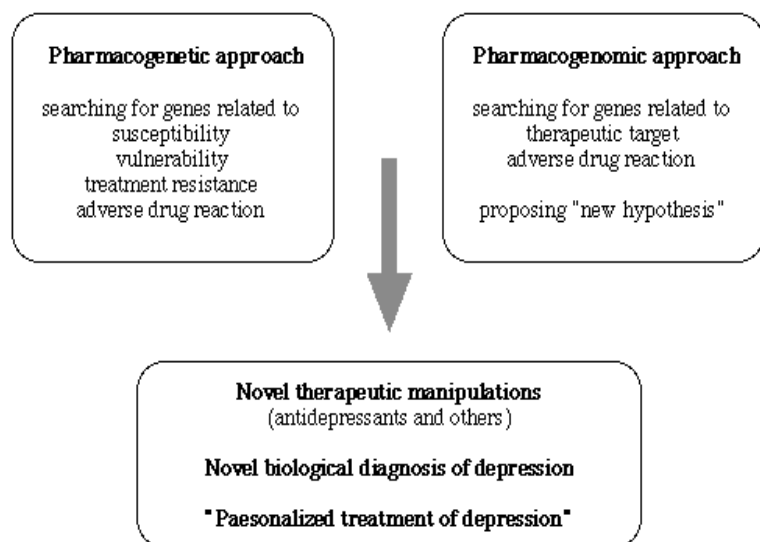 Pharmacogenetic approach
searching for genes related to
susceptibility
vulnerability
treatment resistance
adverse drug reaction
Pharmacogenomic approach
searching for genes related to
therapeutic target
adverse drug reaction
proposing "new hypothesis"
Novel therapeutic manipulations
(antidepressants and others)
Novel biological diagnosis of depression
"Paesonalized treatment of depression"